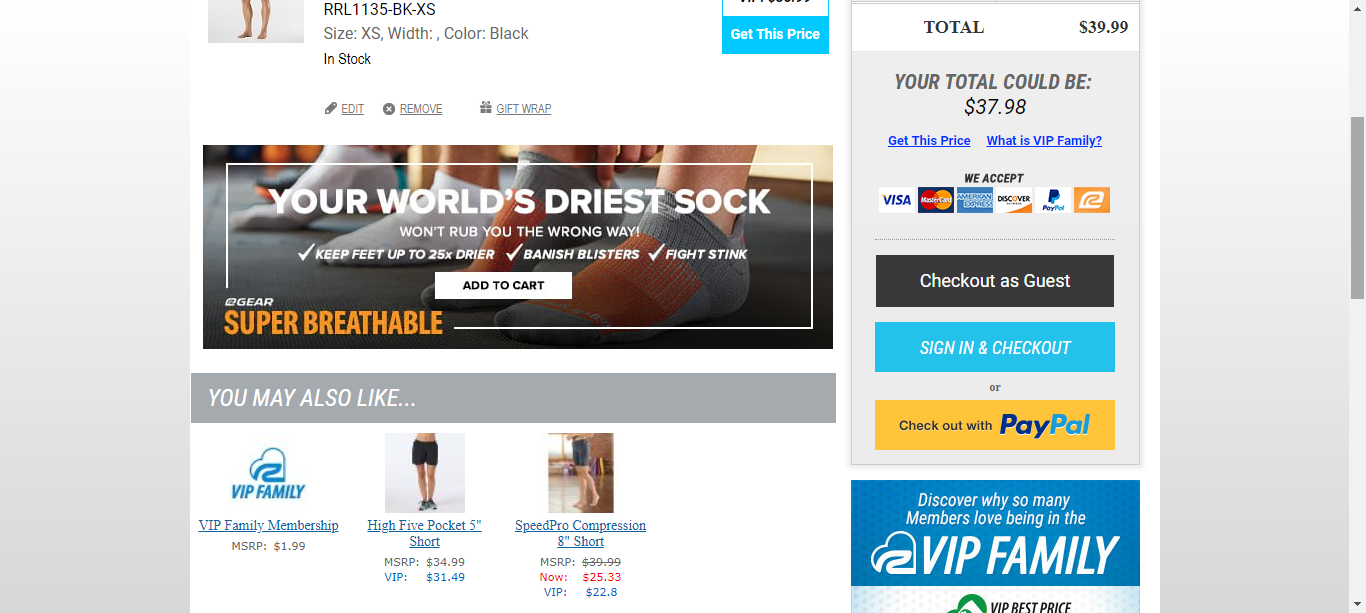 RRL1135-BK-XS
Size: XS, Width: , Color: Black
In Stock
Get This Price
EDIT REMOVE GIFT WRAP
YOUR WORLD'S DRIEST SOCK
WON'T RUB YOU THE WRONG WAY!
KEEP FEET UP TO 25x DRIER BANISH BLISTERS FIGHT STINK
ADD TO CART
GEAR
SUPER BREATHABLE
YOU MAY ALSO LIKE...
VIP FAMILY
VIP Family Membership
MSRP: $1.99
High Five Pocket 5"
Short
MSRP: $34.99
VIP: $31.49
SpeedPro Compression
8" Short
MSRP: $39.99
Now: $25.33
VIP: $22.8
TOTAL $39.99
YOUR TOTAL COULD BE:
$37.98
Get This Price What is VIP Family?
WE ACCEPT
VISA MasterCard AMERICAN EXPRESS DISCOVER PayPal
Checkout as Guest
SIGN IN & CHECKOUT
or
Check out with PayPal
Discover why so many
Members love being in the
VIP FAMILY
VIP BEST PRICE